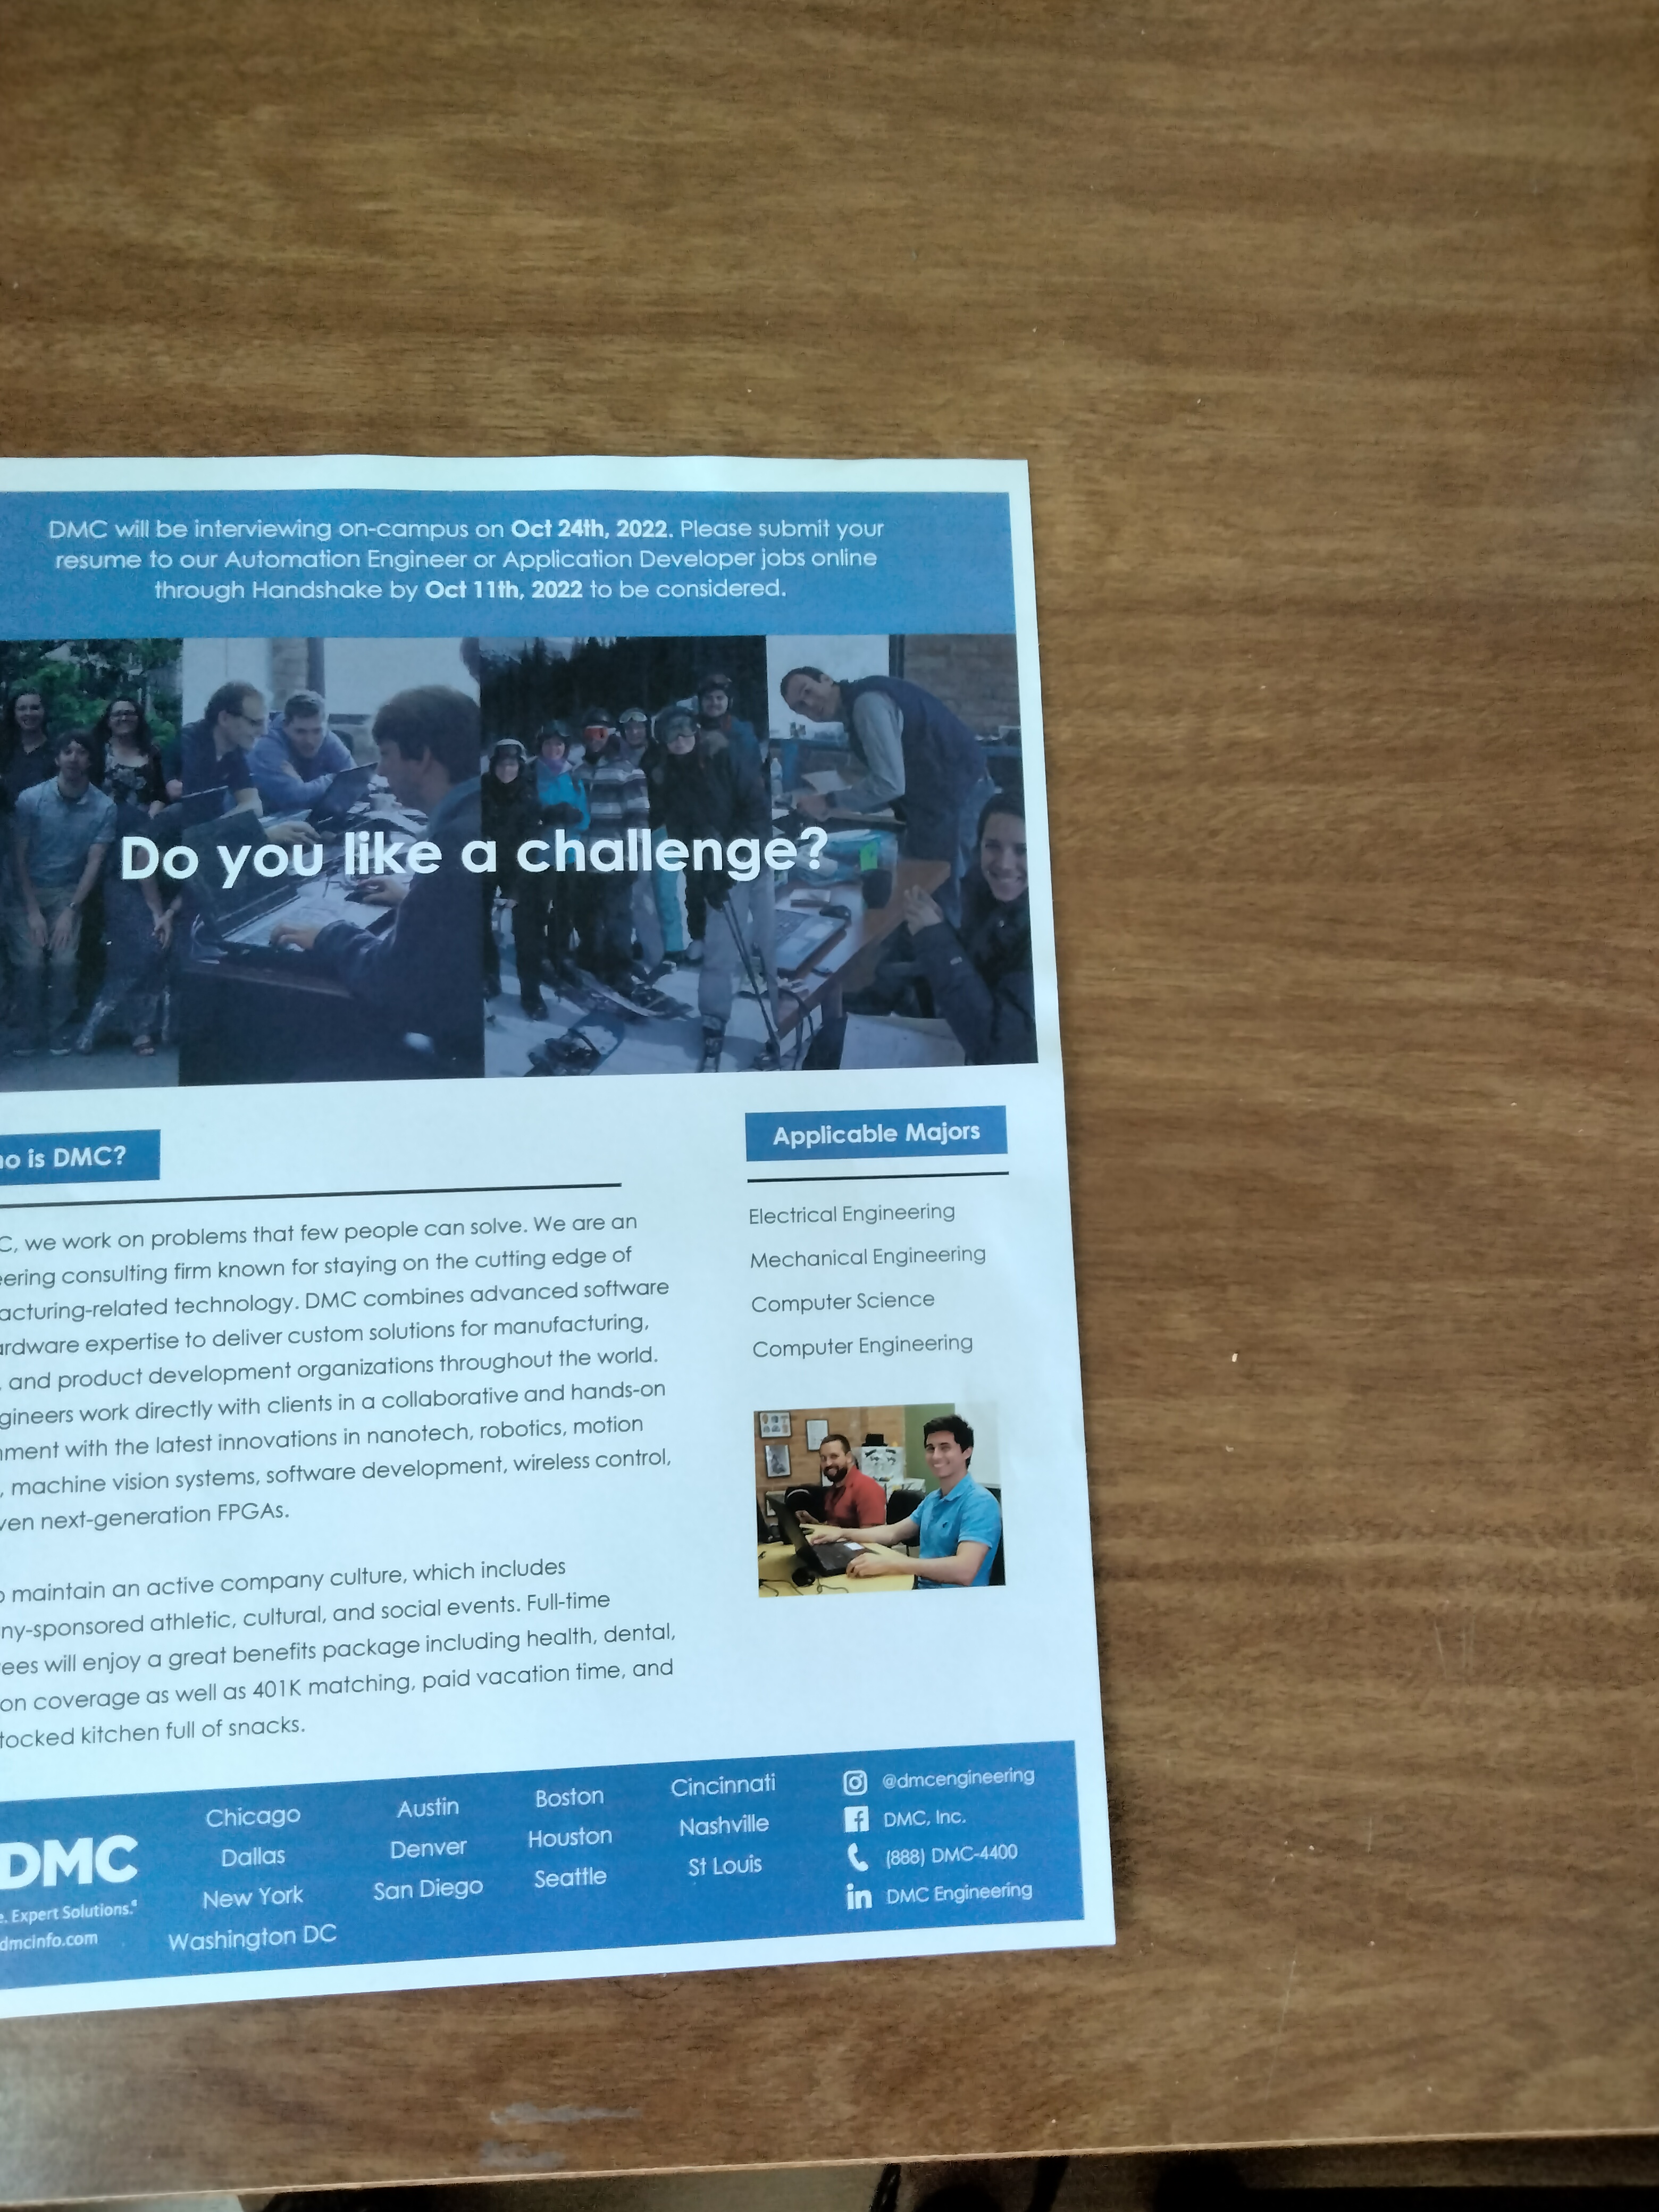 DMC will be interviewing on-campus on Oct 24th, 2022. Please submit your
resume to our Automation Engineer or Application Developer jobs online
through Handshake by Oct 11th, 2022 to be considered.
Do you like a challenge?
o is DMC?
C, we work on problems that few people can solve. We are an
eering consulting firm known for staying on the cutting edge of
acturing-related technology. DMC combines advanced software
ardware expertise to deliver custom solutions for manufacturing,
, and product development organizations throughout the world.
gineers work directly with clients in a collaborative and hands-on
nment with the latest innovations in nanotech, robotics, motion
, machine vision systems, software development, wireless control,
ven next-generation FPGAs.
o maintain an active company culture, which includes
ny-sponsored athletic, cultural, and social events. Full-time
ees will enjoy a great benefits package including health, dental,
on coverage as well as 401K matching, paid vacation time, and
tocked kitchen full of snacks.
Applicable Majors
Electrical Engineering
Mechanical Engineering
Computer Science
Computer Engineering
DMC
e. Expert Solutions.®
dmcinfo.com
Chicago
Dallas
New York
Washington DC
Austin
Denver
San Diego
Boston
Houston
Seattle
Cincinnati
Nashville
St Louis
@dmcengineering
DMC, Inc.
(888) DMC-4400
in DMC Engineering